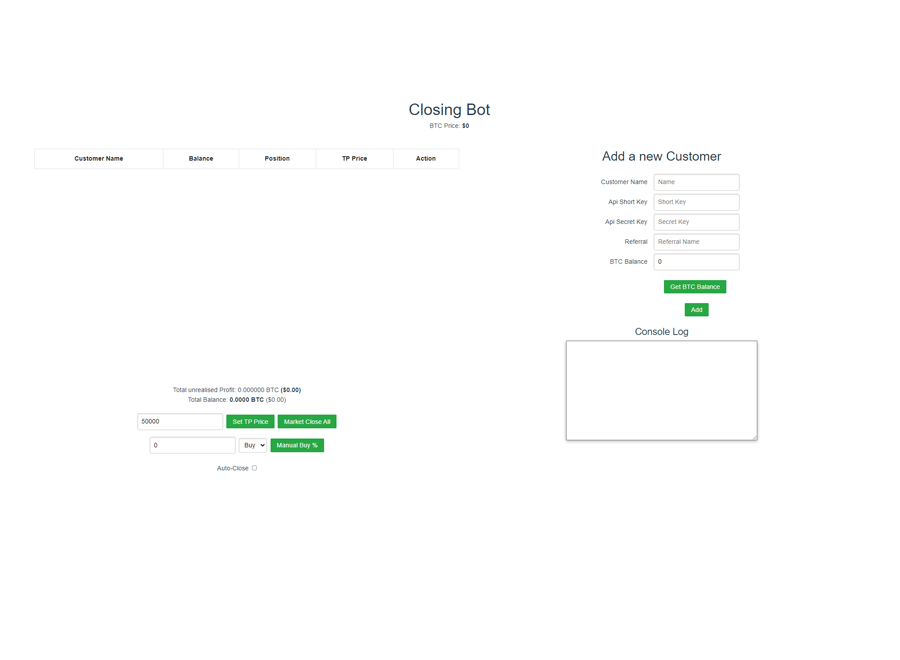 Closing Bot
BTC Price: $0
Customer Name Balance Position TP Price Action
Total unrealised Profit: 0.000000 BTC ($0.00)
Total Balance: 0.0000 BTC ($0.00)
50000 Set TP Price Market Close All
0 Buy Manual Buy %
Auto-Close
Add a new Customer
Customer Name Name
Api Short Key Short Key
Api Secret Key Secret Key
Referral Referral Name
BTC Balance 0
Get BTC Balance
Add
Console Log